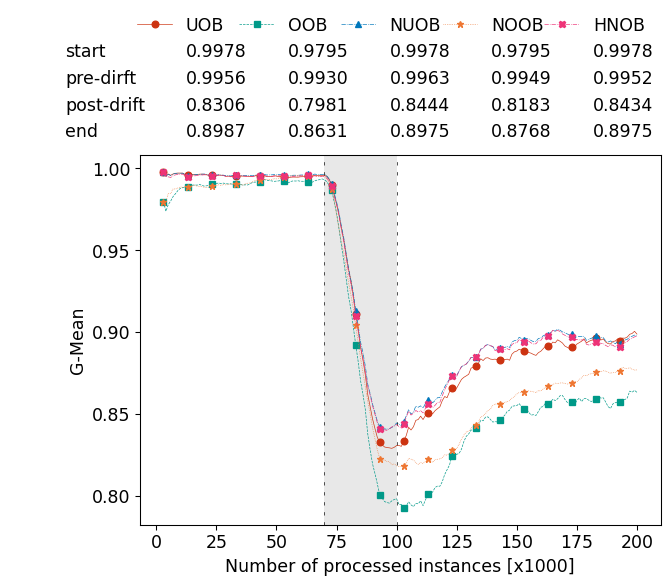 UOB OOB NUOB NOOB HNOB
start 0.9978 0.9795 0.9978 0.9795 0.9978
pre-dirft 0.9956 0.9930 0.9963 0.9949 0.9952
post-drift 0.8306 0.7981 0.8444 0.8183 0.8434
end 0.8987 0.8631 0.8975 0.8768 0.8975
1.00
0.95
0.90
0.85
0.80
G-Mean
0 25 50 75 100 125 150 175 200
Number of processed instances [x1000]